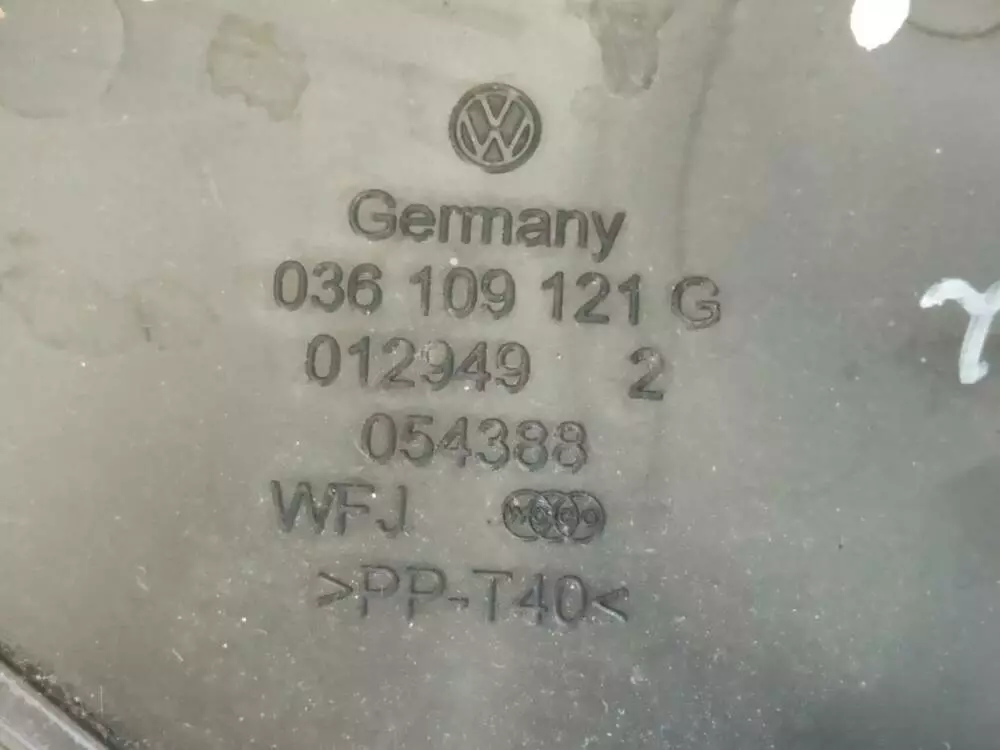 Germany
036 109 121 G
012949 2
054388
WFJ
>PP-T40<